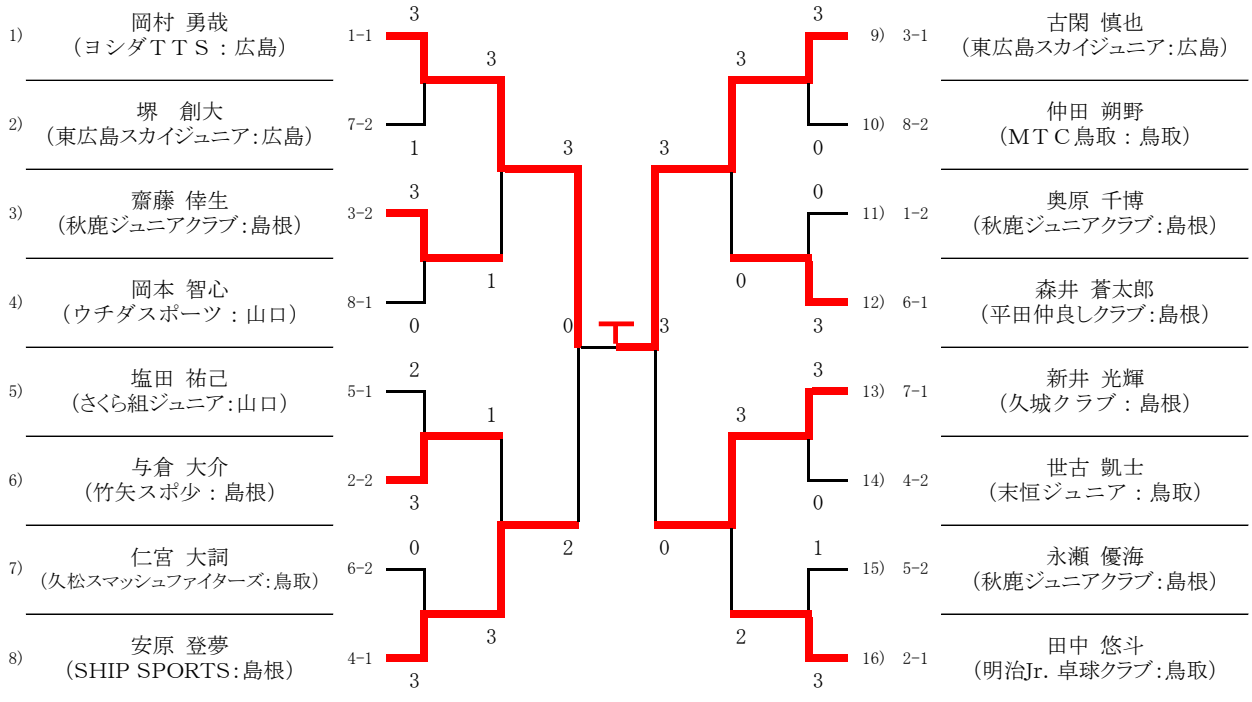 1) 岡村 勇哉 (ヨシダTTS : 広島) 1-1
2) 堺 創大 (東広島スカイジュニア:広島) 7-2
3) 齋藤 倖生 (秋鹿ジュニアクラブ:島根) 3-2
4) 岡本 智心 (ウチダスポーツ : 山口) 8-1
5) 塩田 祐己 (さくら組ジュニア:山口) 5-1
6) 与倉 大介 (竹矢スポ少 : 島根) 2-2
7) 仁宮 大詞 (久松スマッシュファイターズ:鳥取) 6-2
8) 安原 登夢 (SHIP SPORTS:島根) 4-1
3
1
3
0
2
3
0
3
3
1
1
3
3
2
0
3
3
0
3
0
3
2
3
0
0
3
3
0
1
3
9) 3-1 古閑 慎也 (東広島スカイジュニア:広島)
10) 8-2 仲田 朔野 (MTC鳥取 : 鳥取)
11) 1-2 奥原 千博 (秋鹿ジュニアクラブ:島根)
12) 6-1 森井 蒼太郎 (平田仲良しクラブ:島根)
13) 7-1 新井 光輝 (久城クラブ : 島根)
14) 4-2 世古 凱士 (末恒ジュニア : 鳥取)
15) 5-2 永瀬 優海 (秋鹿ジュニアクラブ:島根)
16) 2-1 田中 悠斗 (明治Jr. 卓球クラブ:鳥取)